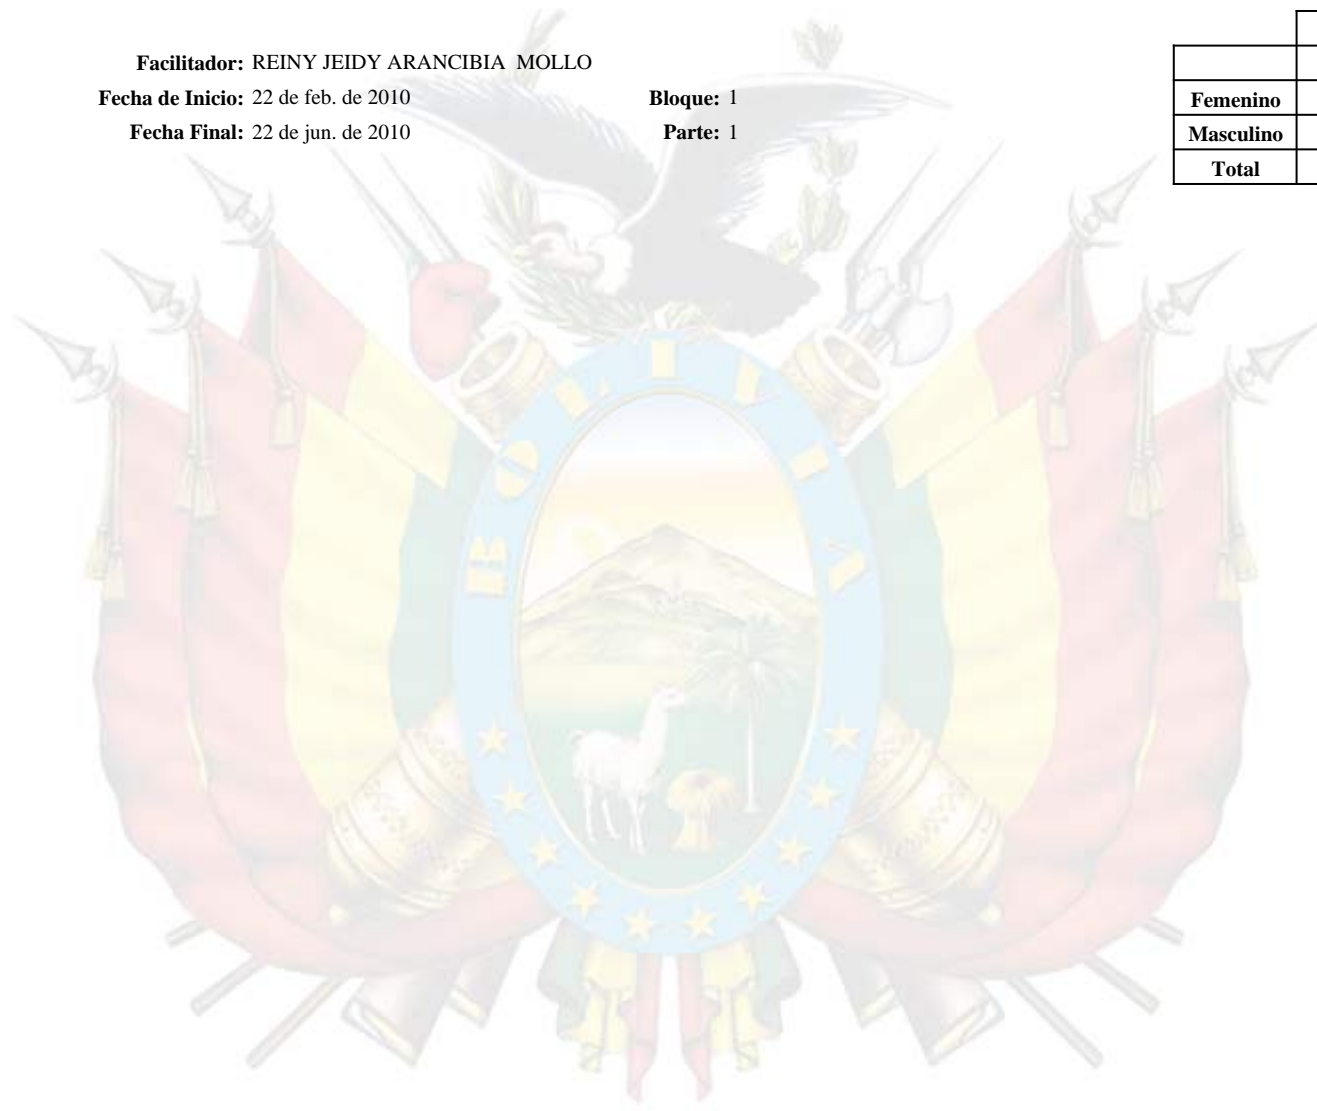 Facilitador: REINY JEIDY ARANCIBIA MOLLO
Fecha de Inicio: 22 de feb. de 2010 Bloque: 1
Fecha Final: 22 de jun. de 2010 Parte: 1
Femenino
Masculino
Total
BOLIVIA